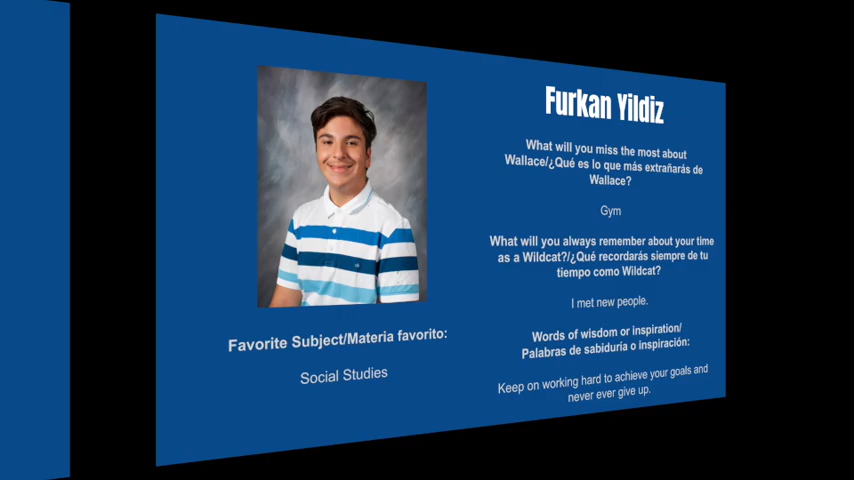 Furkan Yildiz
What will you miss the most about
Wallace/¿Qué es lo que más extrañarás de
Wallace?
Gym
What will you always remember about your time
as a Wildcat?/¿Qué recordarás siempre de tu
tiempo como Wildcat?
I met new people.
Words of wisdom or inspiration/
Palabras de sabiduría o inspiración:
Keep on working hard to achieve your goals and
never ever give up.
Favorite Subject/Materia favorito:
Social Studies